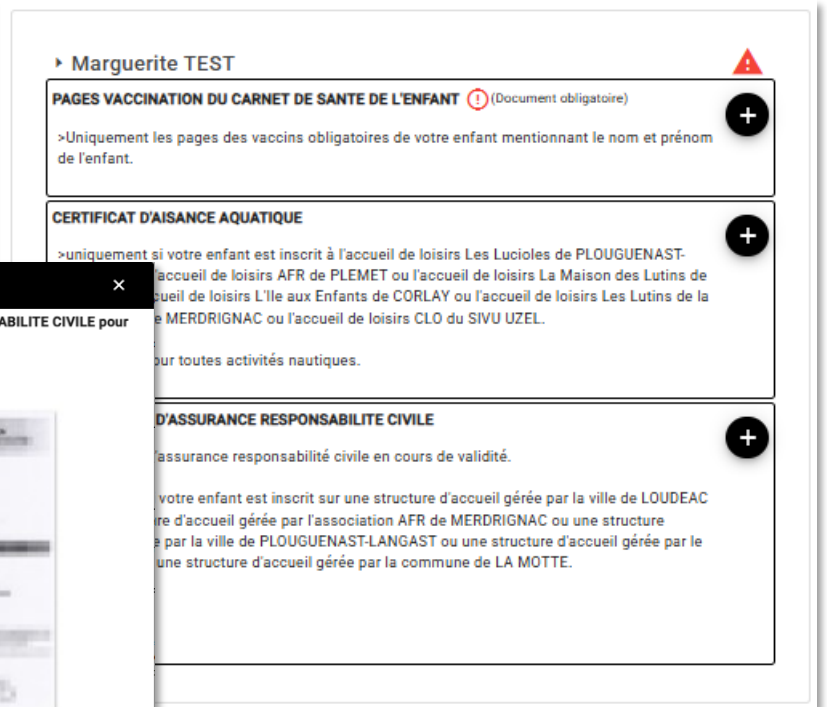 Marguerite TEST
PAGES VACCINATION DU CARNET DE SANTE DE L'ENFANT (Document obligatoire)
>Uniquement les pages des vaccins obligatoires de votre enfant mentionnant le nom et prénom
de l'enfant.
CERTIFICAT D'AISANCE AQUATIQUE
>uniquement si votre enfant est inscrit à l'accueil de loisirs Les Lucioles de PLOUGUENAST-
'accueil de loisirs AFR de PLEMET ou l'accueil de loisirs La Maison des Lutins de
cueil de loisirs L'Ile aux Enfants de CORLAY ou l'accueil de loisirs Les Lutins de la
MERDRIGNAC ou l'accueil de loisirs CLO du SIVU UZEL.
our toutes activités nautiques.
D'ASSURANCE RESPONSABILITE CIVILE
'assurance responsabilité civile en cours de validité.
votre enfant est inscrit sur une structure d'accueil gérée par la ville de LOUDEAC
re d'accueil gérée par l'association AFR de MERDRIGNAC ou une structure
par la ville de PLOUGUENAST-LANGAST ou une structure d'accueil gérée par le
une structure d'accueil gérée par la commune de LA MOTTE.
ABILITE CIVILE pour